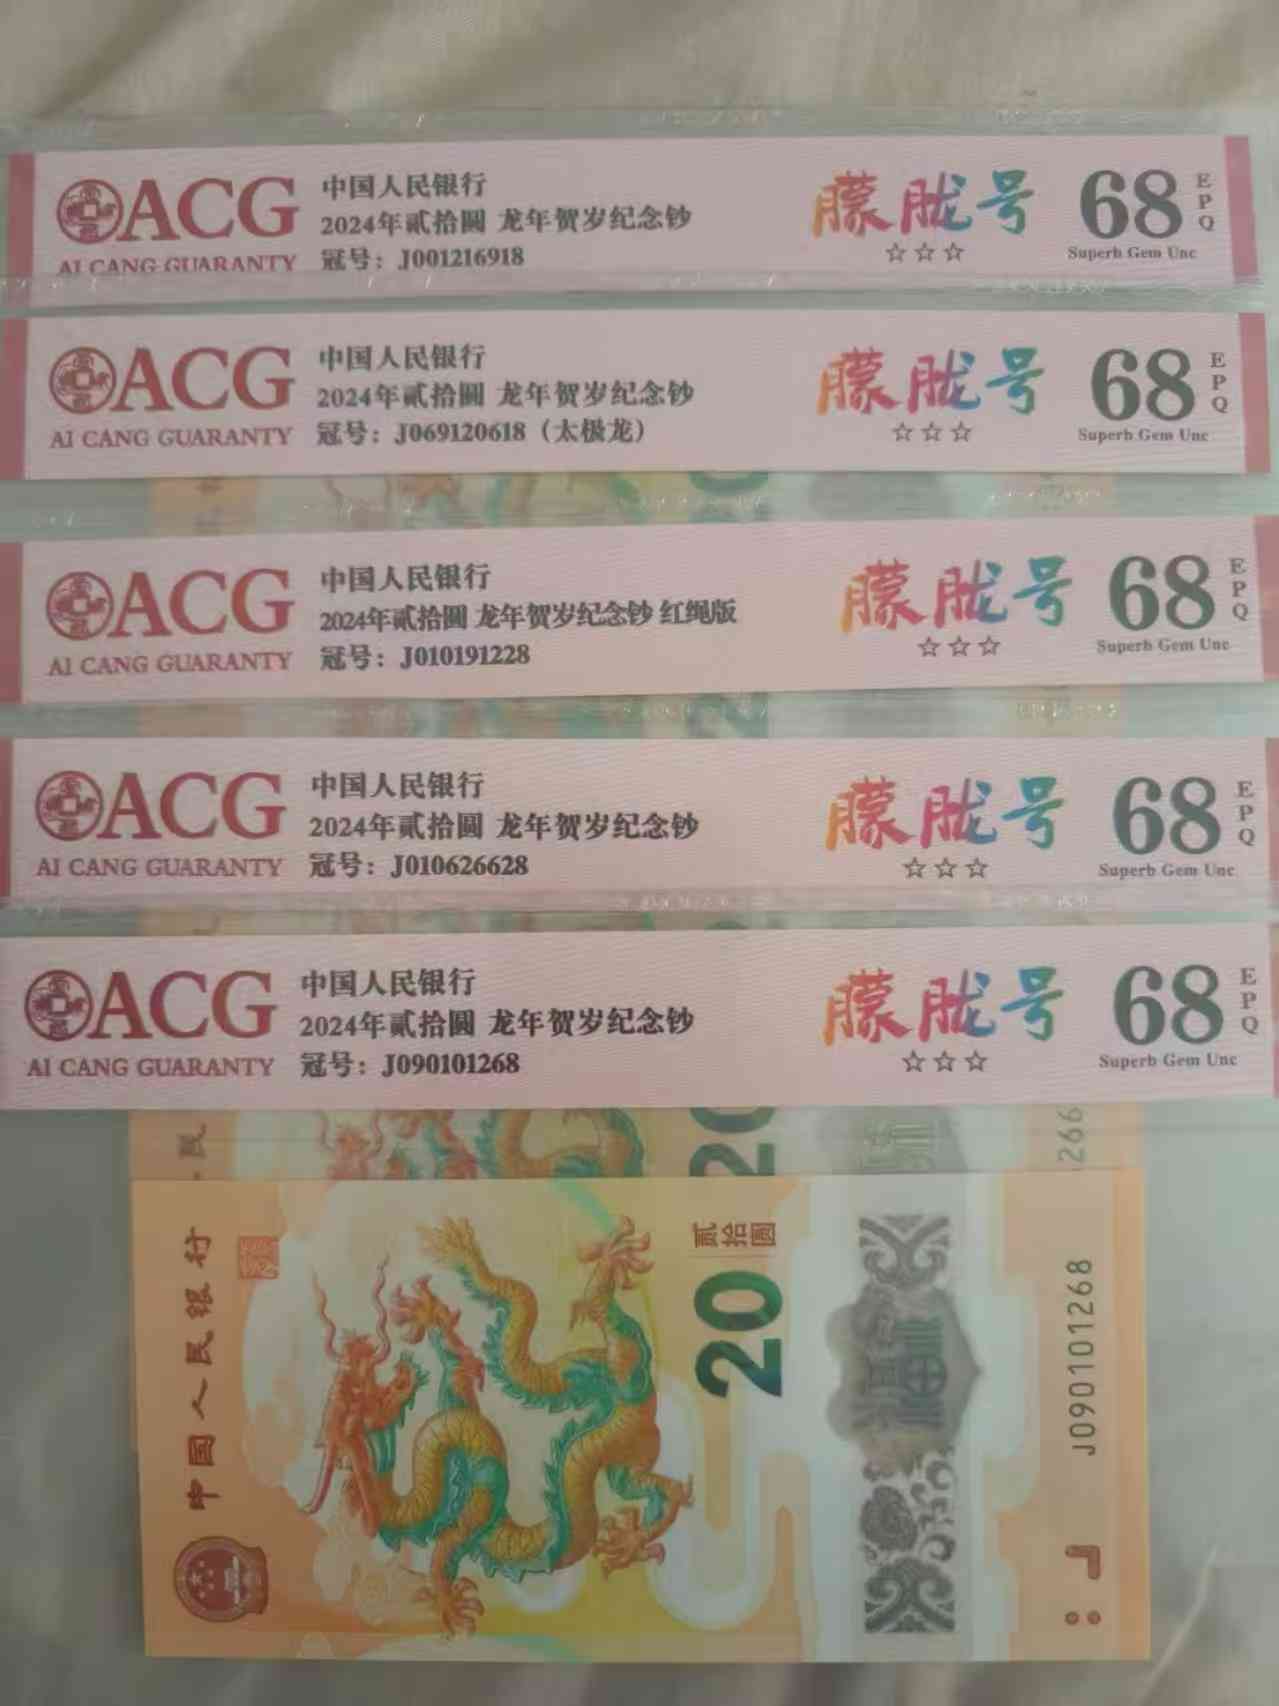 ACG
AI CANG GUARANTY
中国人民银行
2024年贰拾圆 龙年贺岁纪念钞
冠号：J001216918
朦胧号
☆☆☆
68
EPQ
Superb Gem Unc
ACG
AI CANG GUARANTY
中国人民银行
2024年贰拾圆 龙年贺岁纪念钞
冠号：J069120618（太极龙）
朦胧号
☆☆☆
68
EPQ
Superb Gem Unc
ACG
AI CANG GUARANTY
中国人民银行
2024年贰拾圆 龙年贺岁纪念钞 红绳版
冠号：J010191228
朦胧号
☆☆☆
68
EPQ
Superb Gem Unc
ACG
AI CANG GUARANTY
中国人民银行
2024年贰拾圆 龙年贺岁纪念钞
冠号：J010626628
朦胧号
☆☆☆
68
EPQ
Superb Gem Unc
ACG
AI CANG GUARANTY
中国人民银行
2024年贰拾圆 龙年贺岁纪念钞
冠号：J090101268
朦胧号
☆☆☆
68
EPQ
Superb Gem Unc
民
20
266
中国人民银行
贰拾圆
20
福
J090101268